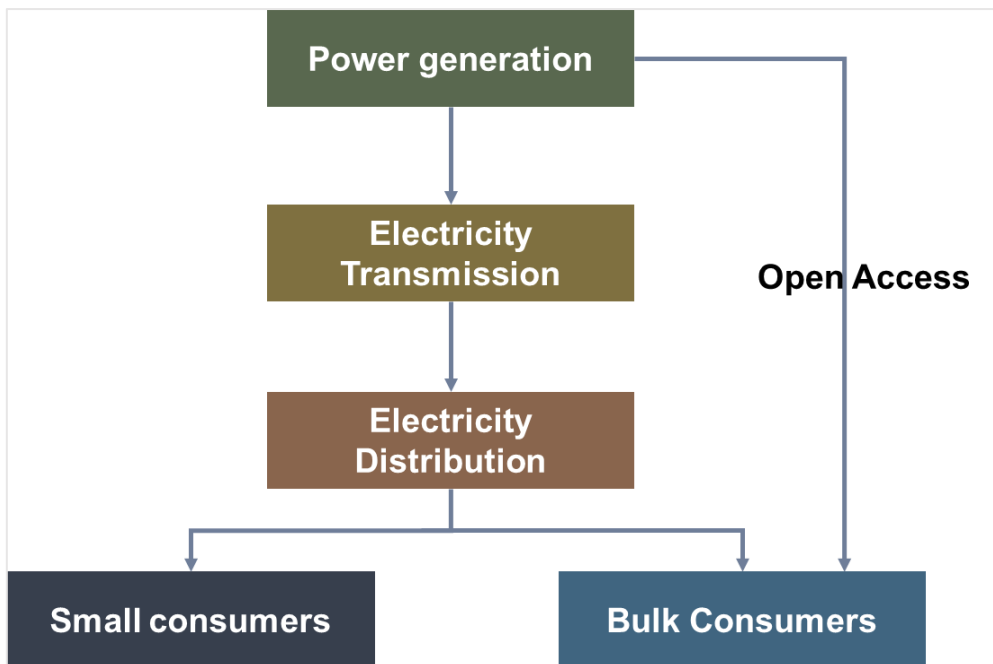 Power generation
Electricity
Transmission
Open Access
Electricity
Distribution
Small consumers
Bulk Consumers